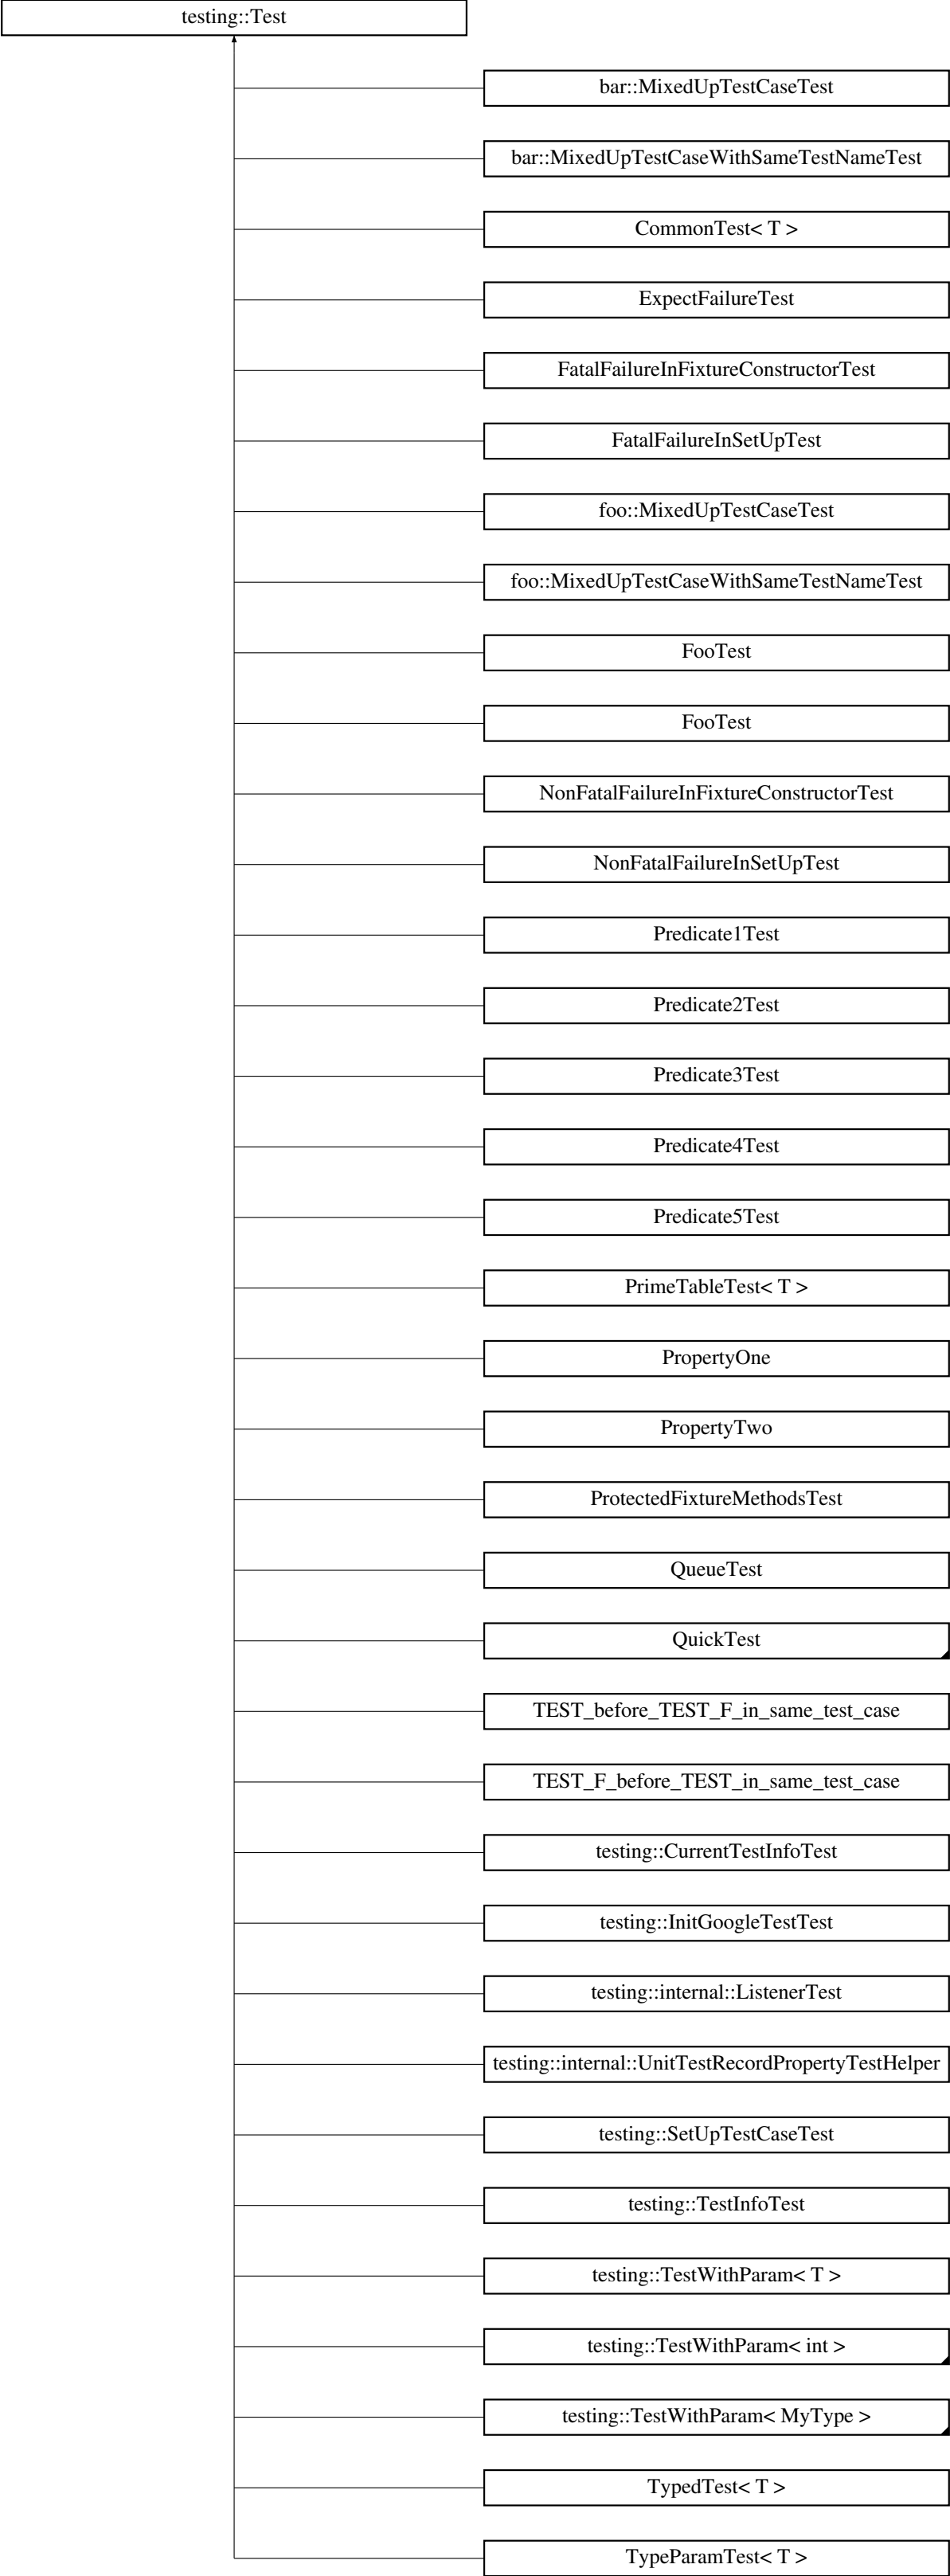 testing::Test
bar::MixedUpTestCaseTest
bar::MixedUpTestCaseWithSameTestNameTest
CommonTest< T >
ExpectFailureTest
FatalFailureInFixtureConstructorTest
FatalFailureInSetUpTest
foo::MixedUpTestCaseTest
foo::MixedUpTestCaseWithSameTestNameTest
FooTest
FooTest
NonFatalFailureInFixtureConstructorTest
NonFatalFailureInSetUpTest
Predicate1Test
Predicate2Test
Predicate3Test
Predicate4Test
Predicate5Test
PrimeTableTest< T >
PropertyOne
PropertyTwo
ProtectedFixtureMethodsTest
QueueTest
QuickTest
TEST_before_TEST_F_in_same_test_case
TEST_F_before_TEST_in_same_test_case
testing::CurrentTestInfoTest
testing::InitGoogleTestTest
testing::internal::ListenerTest
testing::internal::UnitTestRecordPropertyTestHelper
testing::SetUpTestCaseTest
testing::TestInfoTest
testing::TestWithParam< T >
testing::TestWithParam< int >
testing::TestWithParam< MyType >
TypedTest< T >
TypeParamTest< T >